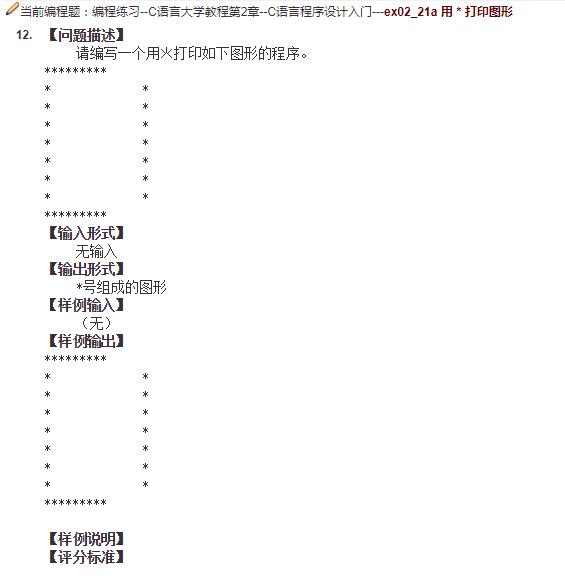 当前编程题：编程练习--C语言大学教程第2章--C语言程序设计入门---ex02_21a 用 * 打印图形
12. 【问题描述】
请编写一个用火打印如下图形的程序。
*********
*             *
*             *
*             *
*             *
*             *
*             *
*             *
*********
【输入形式】
无输入
【输出形式】
*号组成的图形
【样例输入】
（无）
【样例输出】
*********
*             *
*             *
*             *
*             *
*             *
*             *
*             *
*********
【样例说明】
【评分标准】